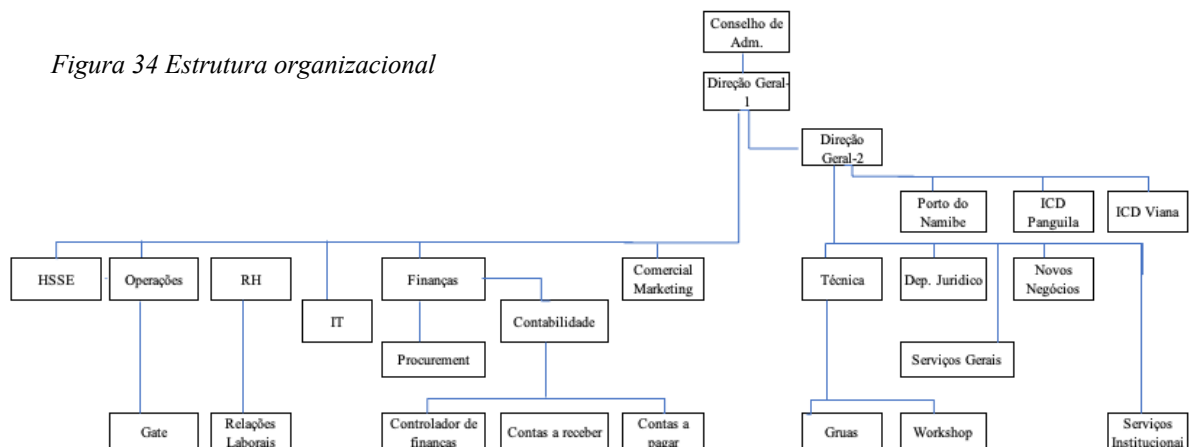 Conselho de
Adm.
Figura 34 Estrutura organizacional
Direção Geral-
1
Direção
Geral-2
Porto do
Namibe
ICD
Panguila
ICD Viana
HSSE
Operações
RH
Finanças
Comercial
Marketing
Técnica
Dep. Juridico
Novos
Negócios
IT
Contabilidade
Procurement
Serviços Gerais
Gate
Relações
Laborais
Controlador de
finanças
Contas a receber
Contas a
pagar
Gruas
Workshop
Serviços
Institucionai